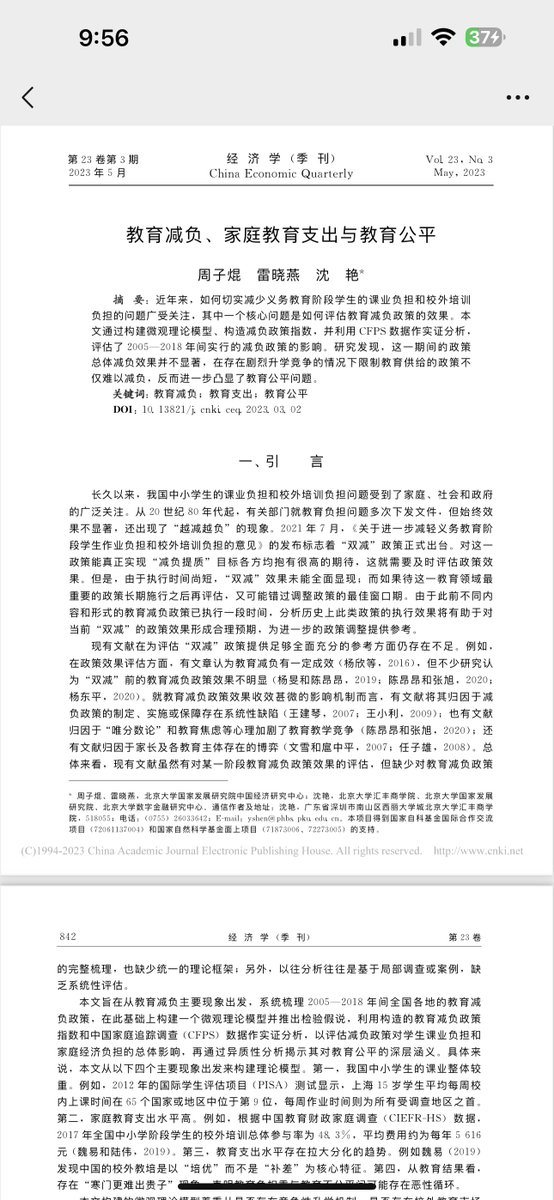 9:56
37
第 23 卷第 3 期
经 济 学（季 刊）
Vol. 23, No. 3
2023 年 5 月
China Economic Quarterly
May, 2023
教育减负、家庭教育支出与教育公平
周子焜 雷晓燕 沈 艳*
摘 要：近年来，如何切实减少义务教育阶段学生的课业负担和校外培训
负担的问题广受关注，其中一个核心问题是如何评估教育减负政策的效果。本
文通过构建微观理论模型、构造减负政策指数，并利用 CFPS 数据作实证分析，
评估了 2005—2018 年间实行的减负政策的影响。研究发现，这一期间的政策
总体减负效果并不显著，在存在剧烈升学竞争的情况下限制教育供给的政策不
仅难以减负，反而进一步凸显了教育公平问题。
关键词：教育减负；教育支出；教育公平
DOI：10. 13821/j. cnki. ceq. 2023. 03. 02
一、引 言
长久以来，我国中小学生的课业负担和校外培训负担问题受到了家庭、社会和政府
的广泛关注。从 20 世纪 80 年代起，有关部门就教育负担问题多次下发文件，但始终效
果不显著，还出现了“越减越负”的现象。2021 年 7 月，《关于进一步减轻义务教育阶
段学生作业负担和校外培训负担的意见》的发布标志着“双减”政策正式出台。对这一
政策能真正实现“减负提质”目标各方均抱有很高的期待，这就需要及时评估政策效
果。但是，由于执行时间尚短，“双减”效果未能全面显现；而如果待这一教育领域最
重要的政策长期施行之后再评估，又可能错过调整政策的最佳窗口期。由于此前不同内
容和形式的教育减负政策已执行一段时间，分析历史上此类政策的执行效果将有助于对
当前“双减”的政策效果形成合理预期，为进一步的政策调整提供参考。
现有文献在为评估“双减”政策提供足够全面充分的参考方面仍存在不足。例如，
在政策效果评估方面，有文章认为教育减负有一定成效（杨欣等，2016），但不少研究认
为“双减”前的教育减负政策效果不明显（杨旻和陈昂昂，2019；陈昂昂和张旭，2020；
杨东平，2020）。就教育减负政策效果收效甚微的影响机制而言，有文献将其归因于减
负政策的制定、实施或保障存在系统性缺陷（王建琴，2007；王小利，2009）；也有文献
归因于“唯分数论”和教育焦虑等心理加剧了教育教学竞争（陈昂昂和张旭，2020）；还
有文献归因于家长及各教育主体存在的博弈（文雪和扈中平，2007；任子雄，2008）。总
体来看，现有文献虽然有对某一阶段教育减负政策效果的评估，但缺少对教育减负政策
* 周子焜、雷晓燕，北京大学国家发展研究院中国经济研究中心；沈艳，北京大学汇丰商学院、北京大学国家发展
研究院、北京大学数字金融研究中心。通信作者及地址：沈艳，广东省深圳市南山区西丽大学城北京大学汇丰商学
院，518055；电话：(0755) 26033642；E-mail：yshen@phbs. pku. edu. cn。本项目得到国家自科基金国际合作交流
项目（72061137004）和国家自然科学基金面上项目（71873006、72273005）的支持。
(C)1994-2023 China Academic Journal Electronic Publishing House. All rights reserved. http://www.cnki.net
842
经 济 学（季 刊）
第 23 卷
的完整梳理，也缺少统一的理论框架；另外，以往分析往往是基于局部调查或案例，缺
乏系统性评估。
本文旨在从教育减负主要现象出发，系统梳理 2005—2018 年间全国各地的教育减
负政策，在此基础上构建一个微观理论模型并推出检验假说，利用构造的教育减负政策
指数和中国家庭追踪调查（CFPS）数据作实证分析，以评估减负政策对学生课业负担和
家庭经济负担的总体影响，再通过异质性分析揭示其对教育公平的深层涵义。具体来
说，本文从以下四个主要现象出发来构建理论模型。第一，我国中小学生的课业整体较
重。例如，2012 年的国际学生评估项目（PISA）测试显示，上海 15 岁学生平均每周校
内上课时间在 65 个国家或地区中位于第 9 位，每周作业时间则为所有受调查地区之首。
第二，家庭教育支出水平高。例如，根据中国教育财政家庭调查（CIEFR-HS）数据，
2017 年全国中小学阶段学生的校外培训总体参与率为 48. 3%，平均费用约为每年 5 616
元（魏易和陆伟，2019）。第三，教育支出水平存在拉大分化的趋势。例如魏易（2019）
发现中国的校外教培是以“培优”而不是“补差”为核心特征。第四，从教育结果看，
存在“寒门更难出贵子”现象，表明教育负担重与教育不公平间可能存在恶性循环。